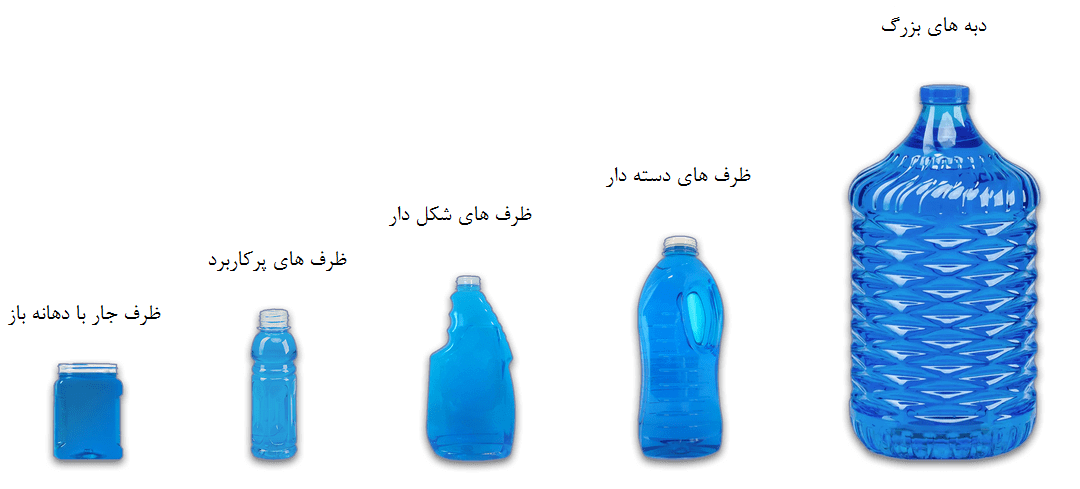 دبه های بزرگ
ظرف های دسته دار
ظرف های شکل دار
ظرف های پرکاربرد
ظرف جار با دهانه باز